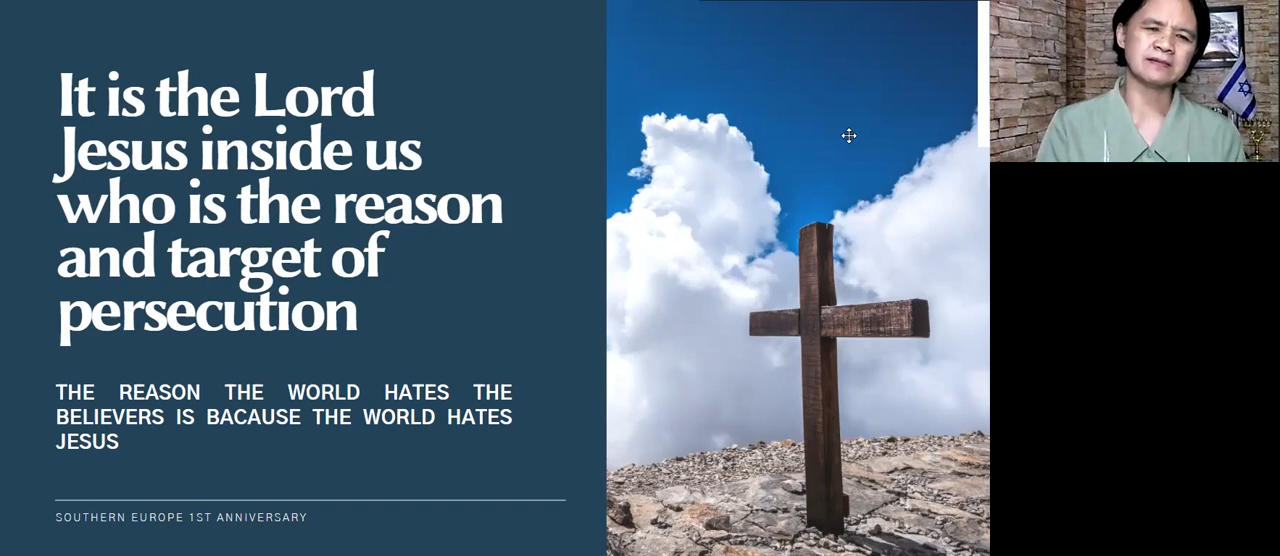 It is the Lord
Jesus inside us
who is the reason
and target of
persecution
THE REASON THE WORLD HATES THE
BELIEVERS IS BACAUSE THE WORLD HATES
JESUS
SOUTHERN EUROPE 1ST ANNIVERSARY